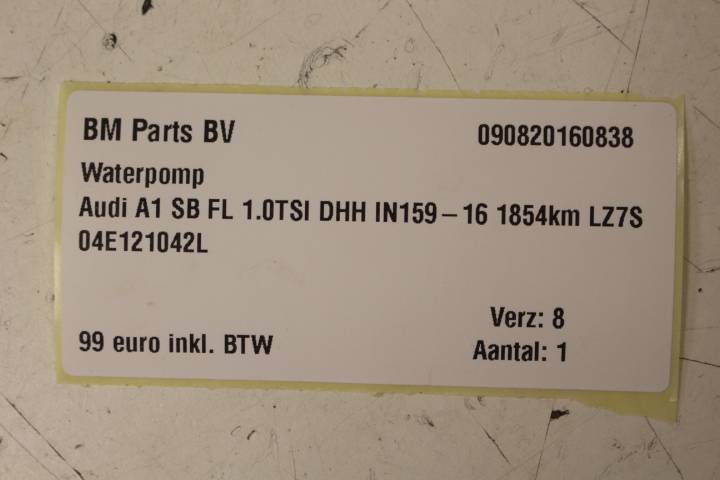 BM Parts BV 090820160838
Waterpomp
Audi A1 SB FL 1.0TSI DHH IN159 – 16 1854km LZ7S
04E121042L
Verz: 8
99 euro inkl. BTW Aantal: 1